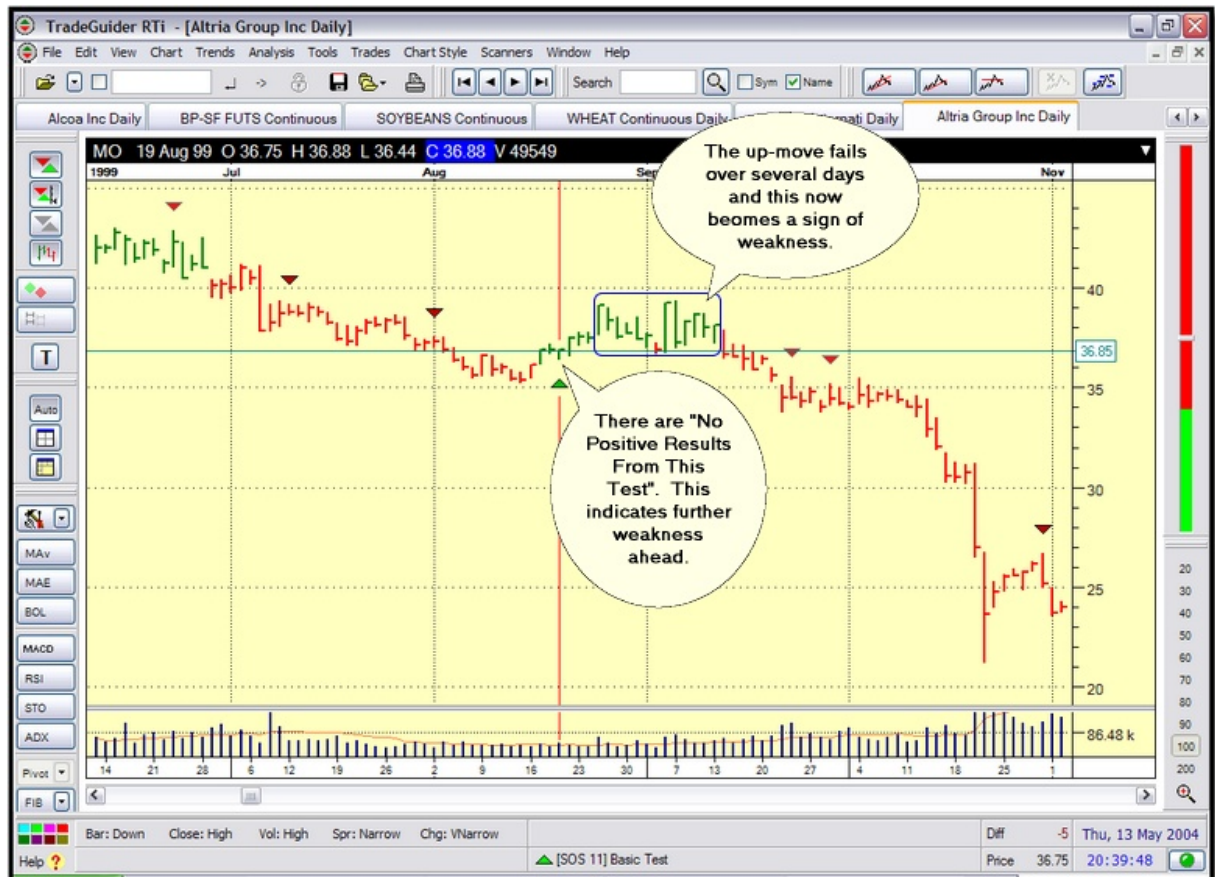 TradeGuider RTi - [Altria Group Inc Daily]
File Edit View Chart Trends Analysis Tools Trades Chart Style Scanners Window Help
Search Sym Name
Alcoa Inc Daily BP-SF FUTS Continuous SOYBEANS Continuous WHEAT Continuous Daily Daily Altria Group Inc Daily
MO 19 Aug 99 O 36.75 H 36.88 L 36.44 C 36.88 V 49549
1999 Jul Aug Sep Nov
The up-move fails
over several days
and this now
beomes a sign of
weakness.
40
36.85
35
30
25
20
There are "No
Positive Results
From This
Test". This
indicates further
weakness
ahead.
T
Auto
MAv
MAE
BOL
MACD
RSI
STO
ADX
Pivot
FIB
86.48 k
14 21 28 6 12 19 26 2 9 16 23 30 7 13 20 27 4 11 18 25 1
20
30
40
50
60
70
80
90
100
200
Bar: Down Close: High Vol: High Spr: Narrow Chg: VNarrow Diff -5 Thu, 13 May 2004
Help ? [SOS 11] Basic Test Price 36.75 20:39:48